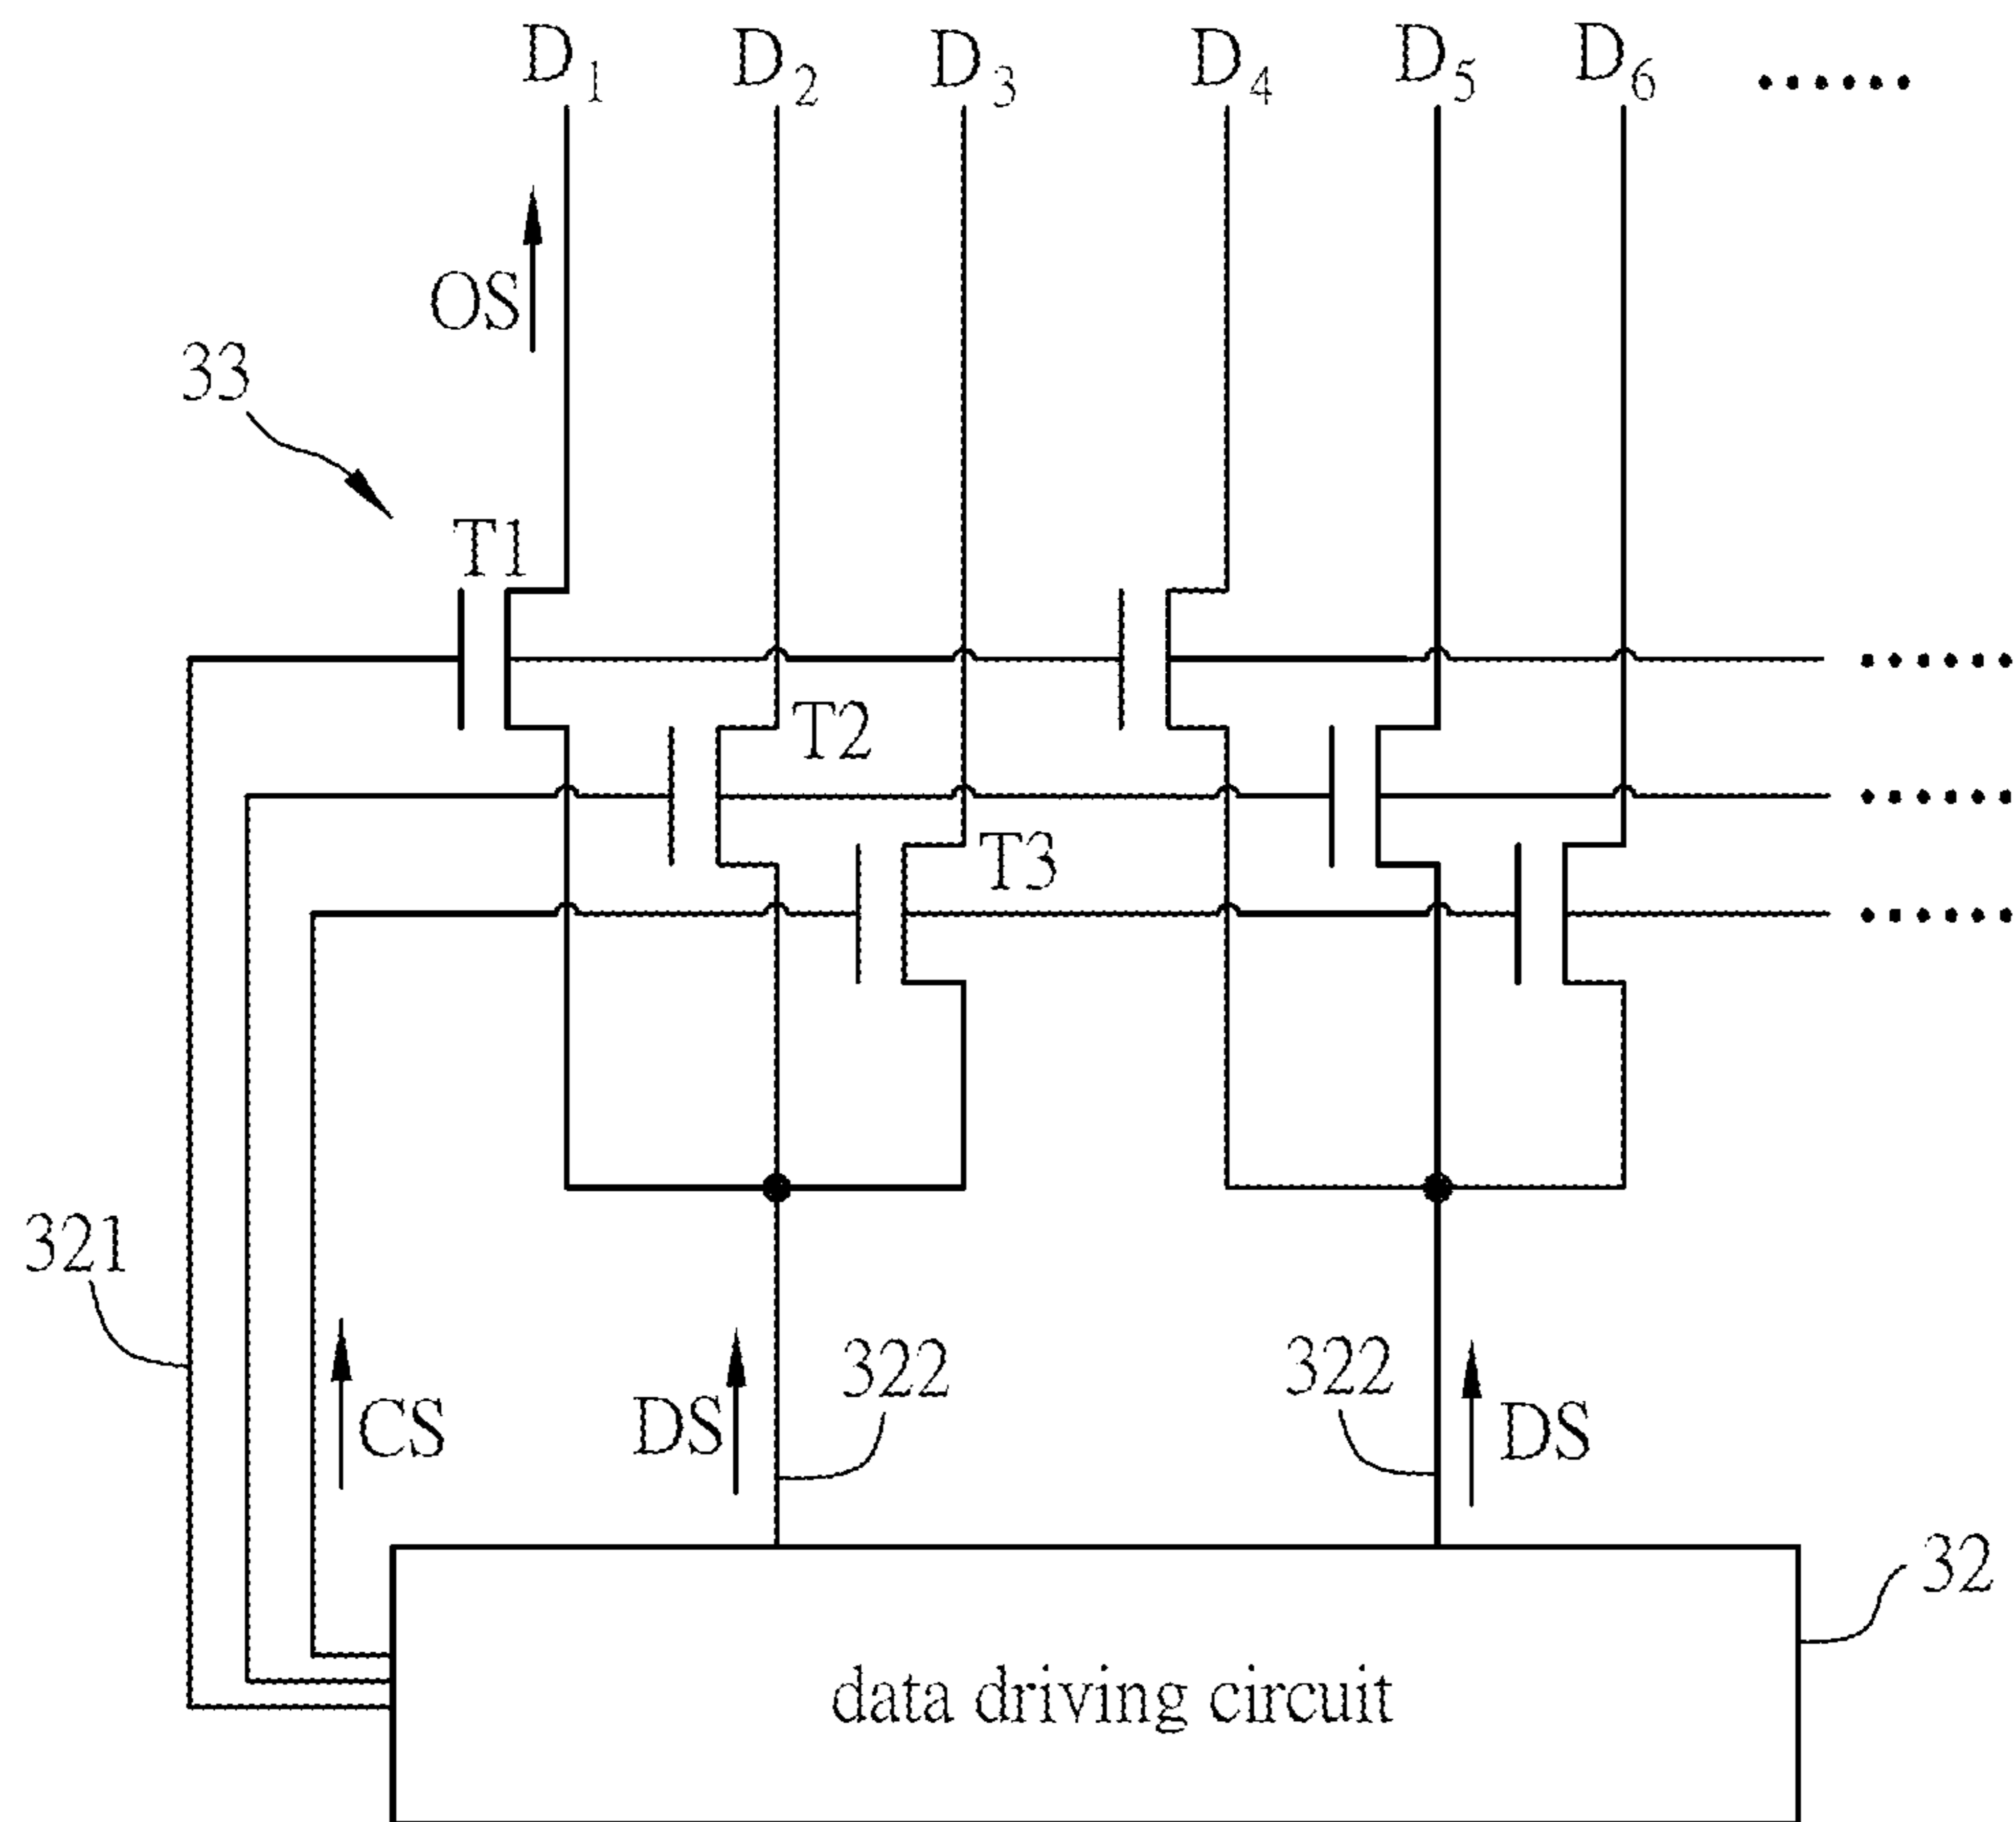 D1 D2 D3 D4 D5 D6 ······
OS
33
T1
······
T2
······
T3
······
321
322
322
CS
DS
DS
32
data driving circuit